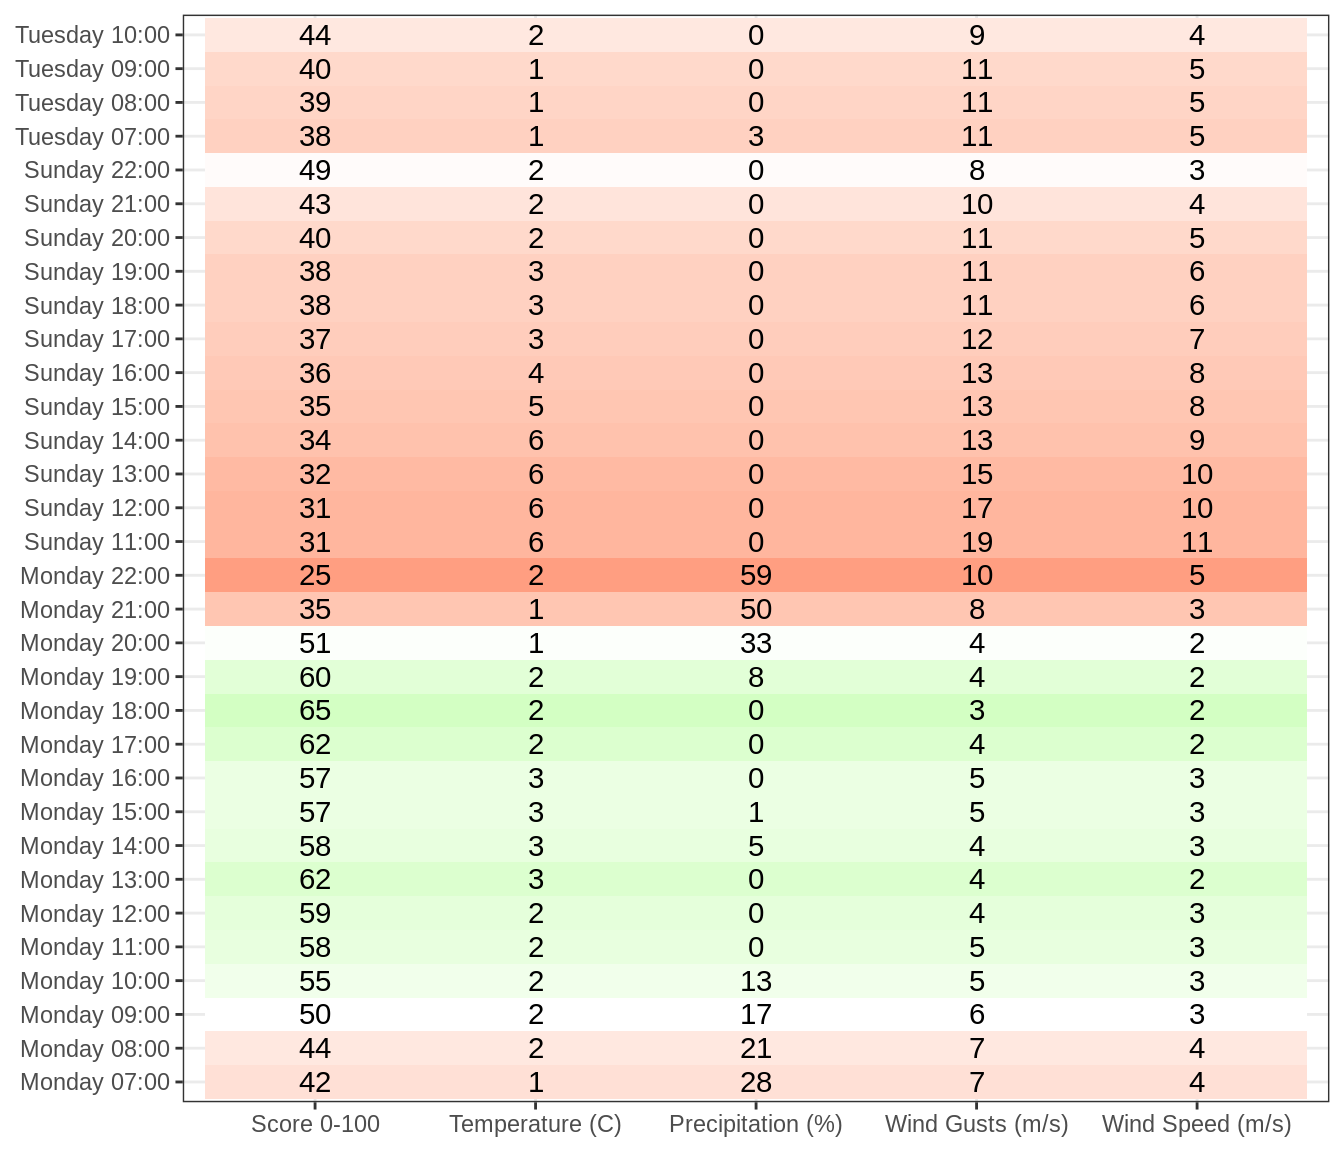 Tuesday 10:00 44 2 0 9 4
Tuesday 09:00 40 1 0 11 5
Tuesday 08:00 39 1 0 11 5
Tuesday 07:00 38 1 3 11 5
Sunday 22:00 49 2 0 8 3
Sunday 21:00 43 2 0 10 4
Sunday 20:00 40 2 0 11 5
Sunday 19:00 38 3 0 11 6
Sunday 18:00 38 3 0 11 6
Sunday 17:00 37 3 0 12 7
Sunday 16:00 36 4 0 13 8
Sunday 15:00 35 5 0 13 8
Sunday 14:00 34 6 0 13 9
Sunday 13:00 32 6 0 15 10
Sunday 12:00 31 6 0 17 10
Sunday 11:00 31 6 0 19 11
Monday 22:00 25 2 59 10 5
Monday 21:00 35 1 50 8 3
Monday 20:00 51 1 33 4 2
Monday 19:00 60 2 8 4 2
Monday 18:00 65 2 0 3 2
Monday 17:00 62 2 0 4 2
Monday 16:00 57 3 0 5 3
Monday 15:00 57 3 1 5 3
Monday 14:00 58 3 5 4 3
Monday 13:00 62 3 0 4 2
Monday 12:00 59 2 0 4 3
Monday 11:00 58 2 0 5 3
Monday 10:00 55 2 13 5 3
Monday 09:00 50 2 17 6 3
Monday 08:00 44 2 21 7 4
Monday 07:00 42 1 28 7 4
Score 0-100 Temperature (C) Precipitation (%) Wind Gusts (m/s) Wind Speed (m/s)